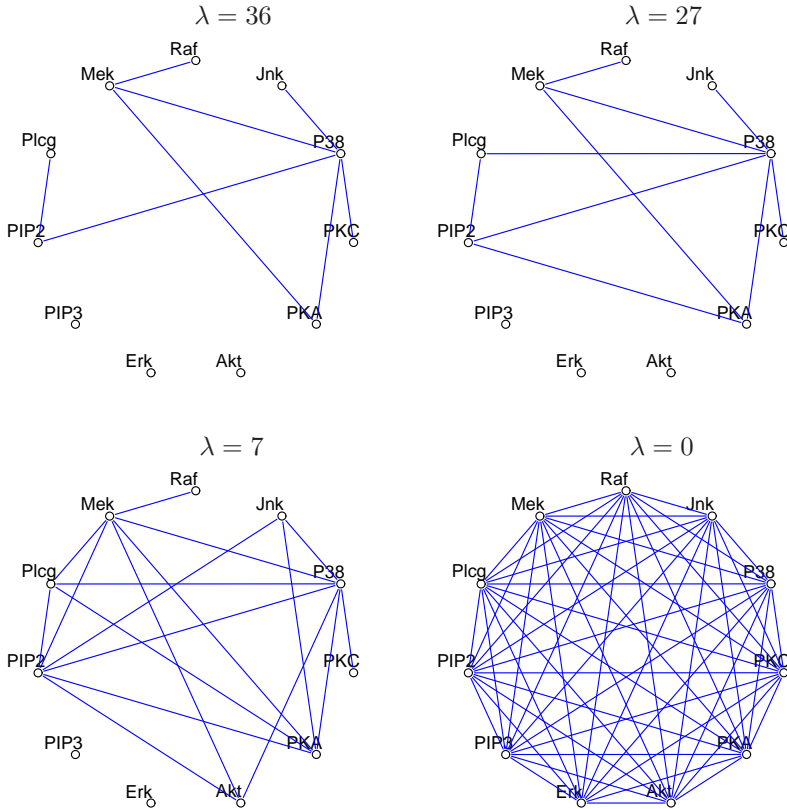 λ = 36
Raf
Mek
Jnk
Plcg
P38
PIP2
PKC
PIP3
PKA
Erk
Akt
λ = 27
Raf
Mek
Jnk
Plcg
P38
PIP2
PKC
PIP3
PKA
Erk
Akt
λ = 7
Raf
Mek
Jnk
Plcg
P38
PIP2
PKC
PIP3
PKA
Erk
Akt
λ = 0
Raf
Mek
Jnk
Plcg
P38
PIP2
PKC
PIP3
PKA
Erk
Akt